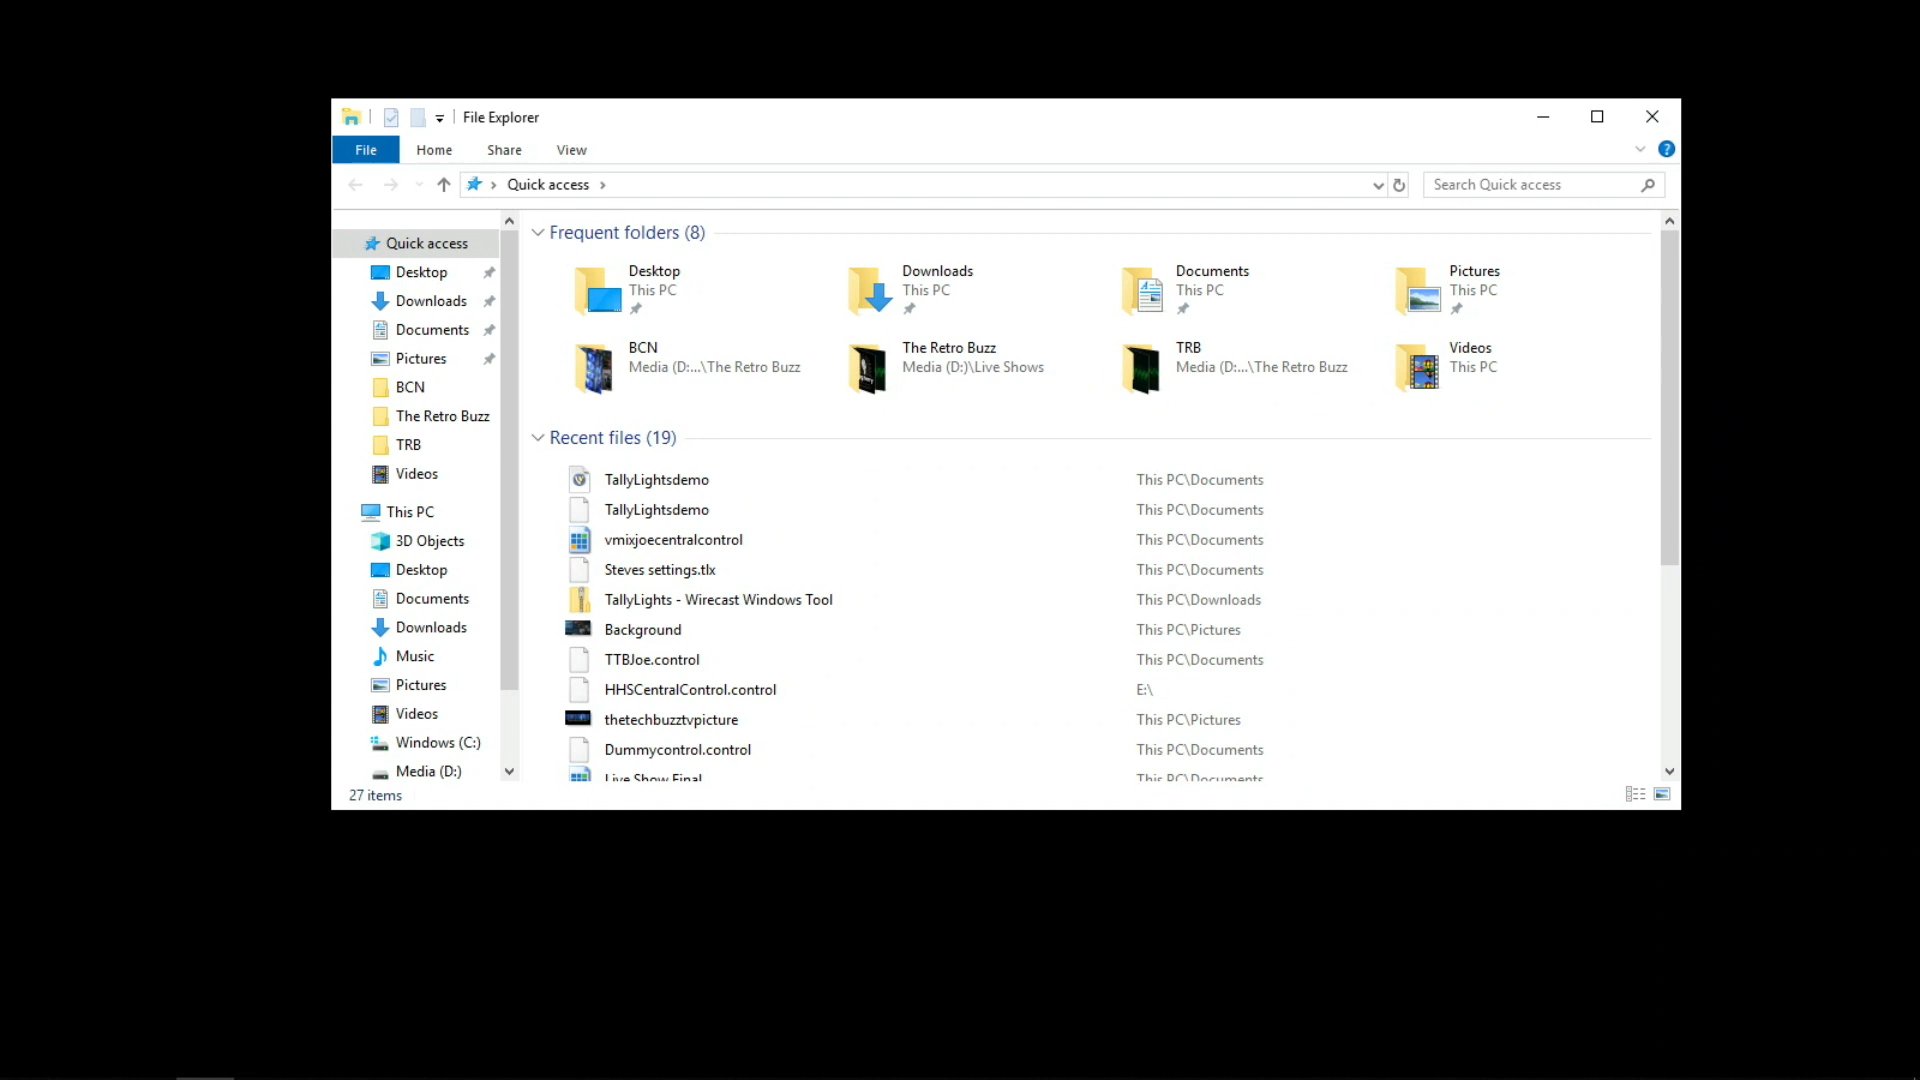 File Explorer
File Home Share View
Quick access
Search Quick access
Quick access
Desktop
Downloads
Documents
Pictures
BCN
The Retro Buzz
TRB
Videos
This PC
3D Objects
Desktop
Documents
Downloads
Music
Pictures
Videos
Windows (C:)
Media (D:)
Frequent folders (8)
Desktop
This PC
Downloads
This PC
Documents
This PC
Pictures
This PC
BCN
Media (D:...\The Retro Buzz
The Retro Buzz
Media (D:)\Live Shows
TRB
Media (D:...\The Retro Buzz
Videos
This PC
Recent files (19)
TallyLightsdemo This PC\Documents
TallyLightsdemo This PC\Documents
vmixjoecentralcontrol This PC\Documents
Steves settings.tlx This PC\Documents
TallyLights - Wirecast Windows Tool This PC\Downloads
Background This PC\Pictures
TTBJoe.control This PC\Documents
HHSCentralControl.control E:\
thetechbuzztvpicture This PC\Pictures
Dummycontrol.control This PC\Documents
Live Show Final This PC\Documents
27 items